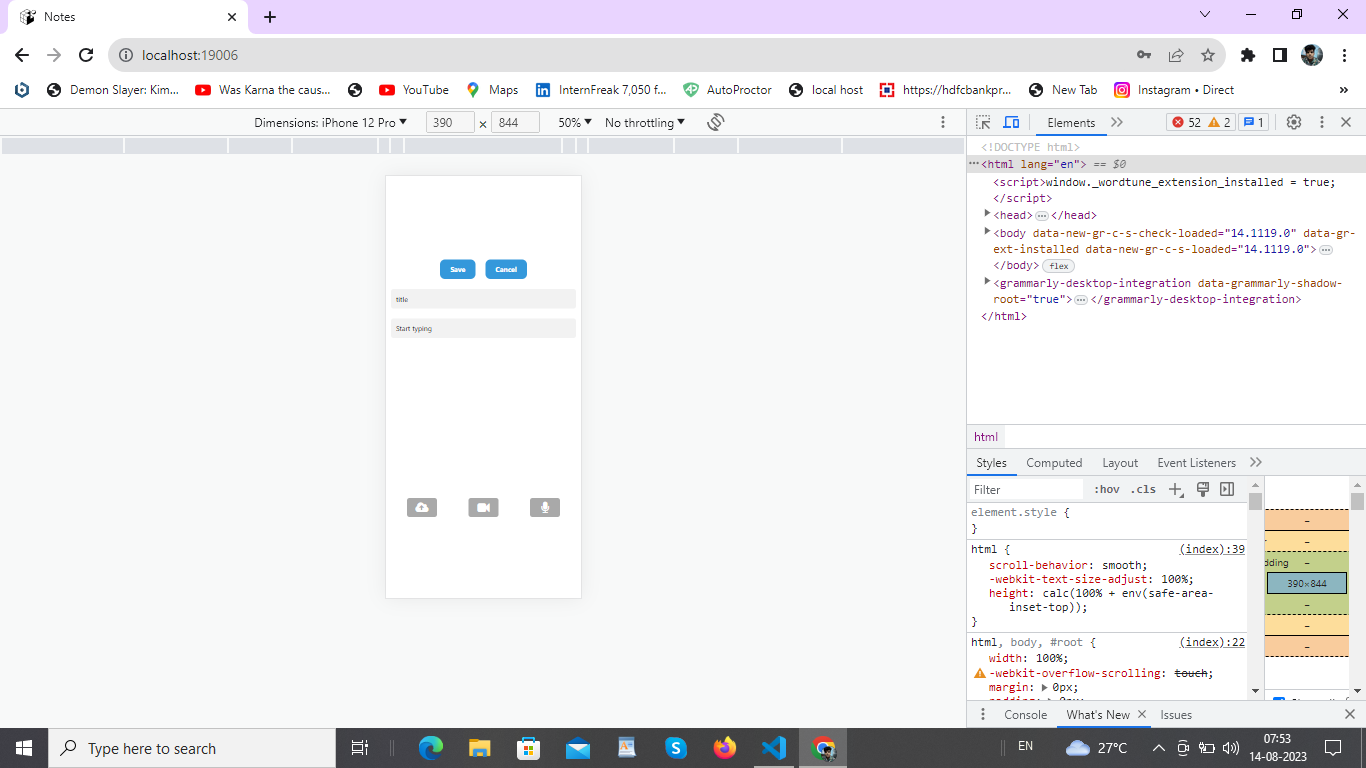 Notes
localhost:19006
Demon Slayer: Kim...
Was Karna the caus...
YouTube
Maps
InternFreak 7,050 f...
AutoProctor
local host
https://hdfcbankpr...
New Tab
Instagram • Direct
»
Dimensions: iPhone 12 Pro
390
×
844
50%
No throttling
Elements
52
2
1
Save
Cancel
title
Start typing
<!DOCTYPE html>
<html lang="en"> == $0
<script>window._wordtune_extension_installed = true;
</script>
<head>…</head>
<body data-new-gr-c-s-check-loaded="14.1119.0" data-gr-
ext-installed data-new-gr-c-s-loaded="14.1119.0">…
</body> flex
<grammarly-desktop-integration data-grammarly-shadow-
root="true">…</grammarly-desktop-integration>
</html>
html
Styles
Computed
Layout
Event Listeners
Filter
:hov
.cls
element.style {
}
html {
(index):39
scroll-behavior: smooth;
-webkit-text-size-adjust: 100%;
height: calc(100% + env(safe-area-
inset-top));
}
html, body, #root {
(index):22
width: 100%;
-webkit-overflow-scrolling: touch;
margin: 0px;
dding
390×844
Console
What's New
Issues
Type here to search
EN
27°C
07:53
14-08-2023